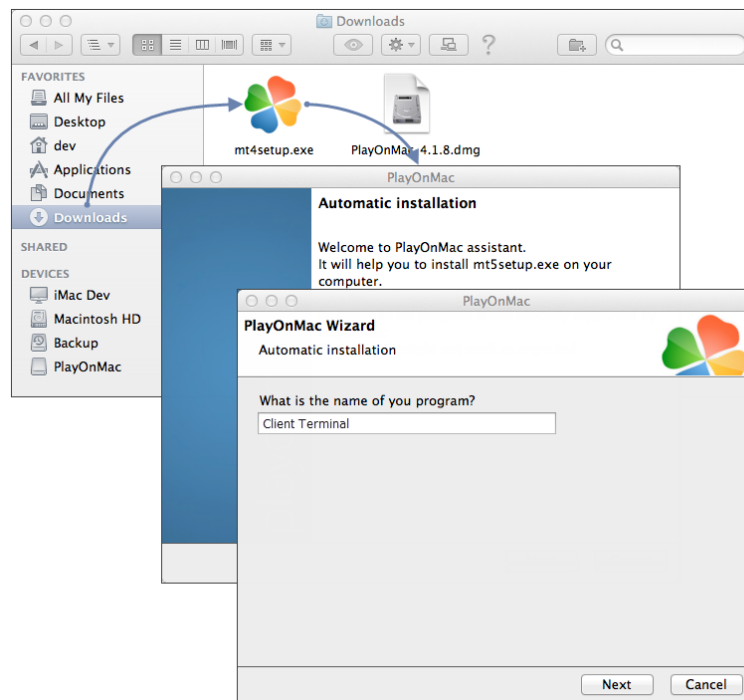 Downloads
?
FAVORITES
All My Files
Desktop
dev
Applications
Documents
Downloads
SHARED
DEVICES
iMac Dev
Macintosh HD
Backup
PlayOnMac
mt4setup.exe
PlayOnMac_4.1.8.dmg
PlayOnMac
Automatic installation
Welcome to PlayOnMac assistant.
It will help you to install mt5setup.exe on your
computer.
PlayOnMac
PlayOnMac Wizard
Automatic installation
What is the name of you program?
Client Terminal
Next
Cancel